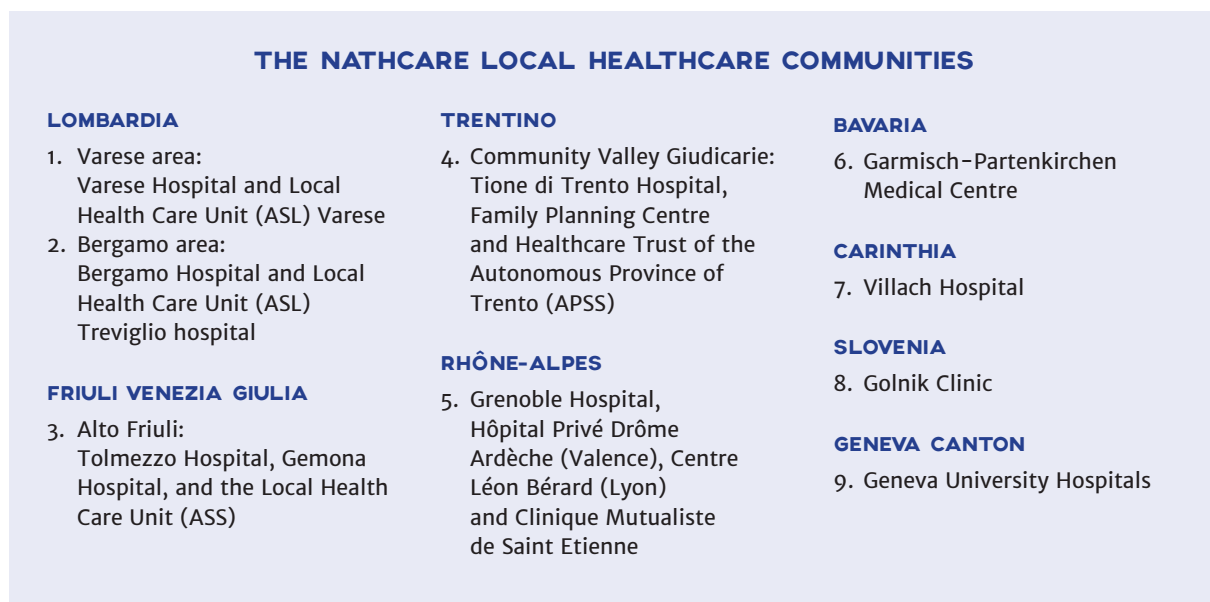 THE NATHCARE LOCAL HEALTHCARE COMMUNITIES
LOMBARDIA
1. Varese area:
Varese Hospital and Local
Health Care Unit (ASL) Varese
2. Bergamo area:
Bergamo Hospital and Local
Health Care Unit (ASL)
Treviglio hospital
FRIULI VENEZIA GIULIA
3. Alto Friuli:
Tolmezzo Hospital, Gemona
Hospital, and the Local Health
Care Unit (ASS)
TRENTINO
4. Community Valley Giudicarie:
Tione di Trento Hospital,
Family Planning Centre
and Healthcare Trust of the
Autonomous Province of
Trento (APSS)
RHÔNE-ALPES
5. Grenoble Hospital,
Hôpital Privé Drôme
Ardèche (Valence), Centre
Léon Bérard (Lyon)
and Clinique Mutualiste
de Saint Etienne
BAVARIA
6. Garmisch-Partenkirchen
Medical Centre
CARINTHIA
7. Villach Hospital
SLOVENIA
8. Golnik Clinic
GENEVA CANTON
9. Geneva University Hospitals